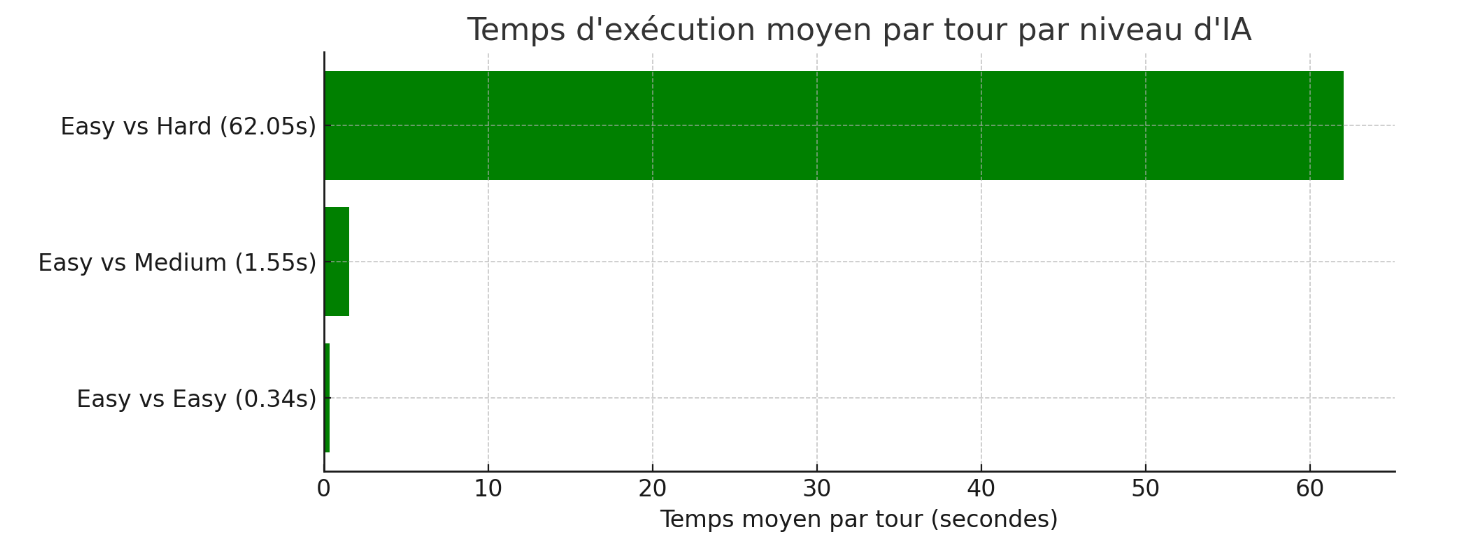 Temps d'exécution moyen par tour par niveau d'IA
Easy vs Hard (62.05s)
Easy vs Medium (1.55s)
Easy vs Easy (0.34s)
0 10 20 30 40 50 60
Temps moyen par tour (secondes)